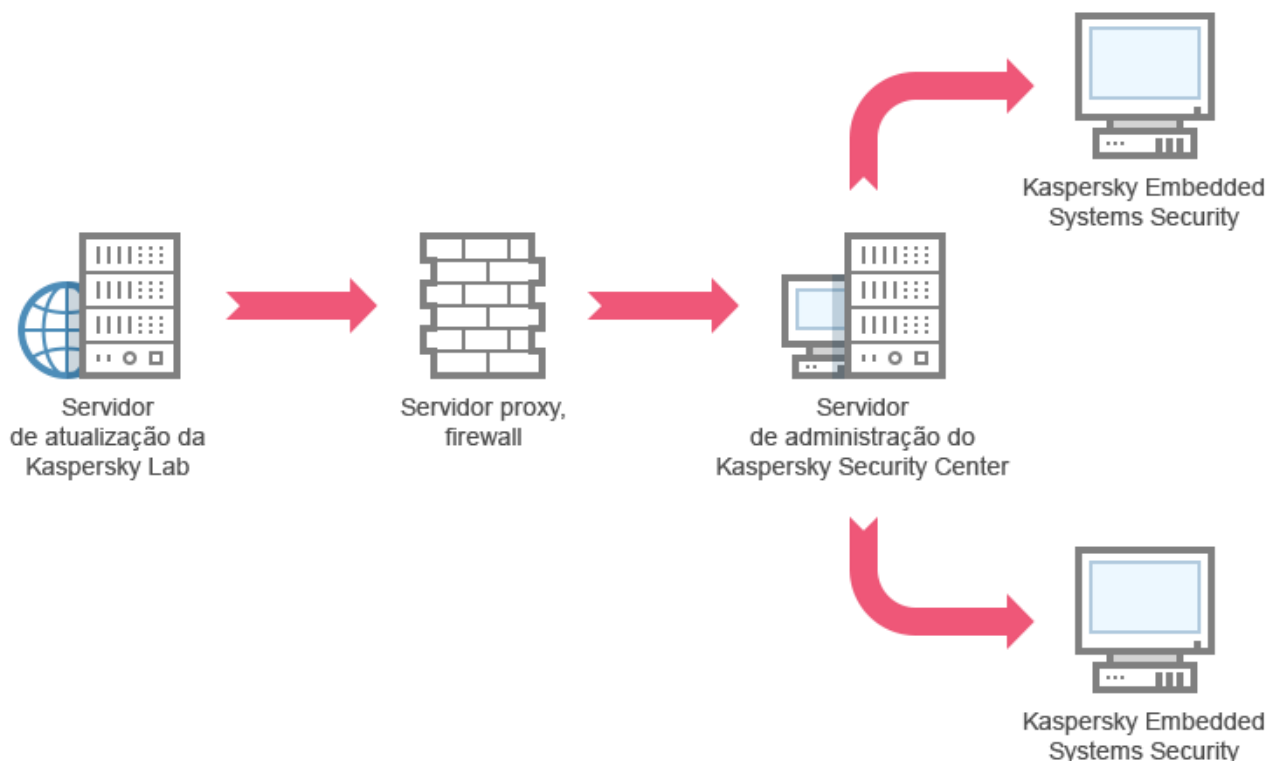 Kaspersky Embedded
Systems Security
Servidor
de atualização da
Kaspersky Lab
Servidor proxy,
firewall
Servidor
de administração do
Kaspersky Security Center
Kaspersky Embedded
Systems Security